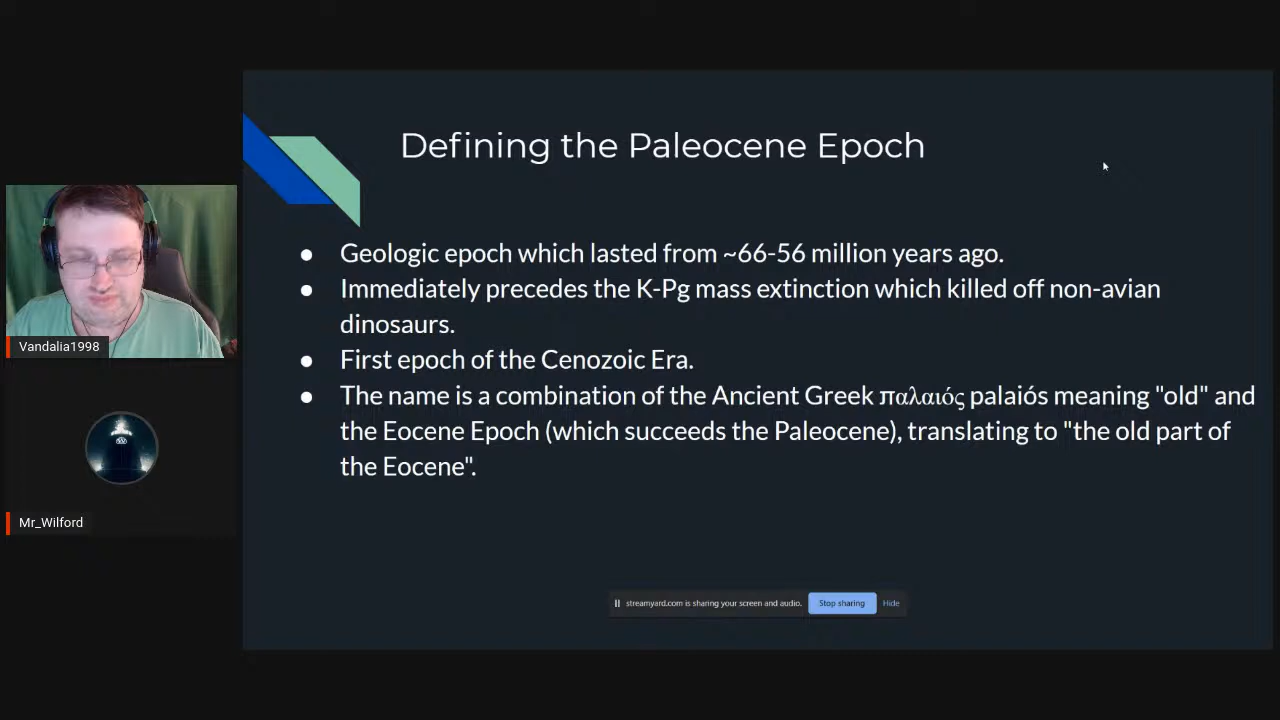 Defining the Paleocene Epoch
● Geologic epoch which lasted from ~66-56 million years ago.
● Immediately precedes the K-Pg mass extinction which killed off non-avian
dinosaurs.
● First epoch of the Cenozoic Era.
● The name is a combination of the Ancient Greek παλαιός palaiós meaning "old" and
the Eocene Epoch (which succeeds the Paleocene), translating to "the old part of
the Eocene".
Vandalia1998
Mr_Wilford
streamyard.com is sharing your screen and audio. Stop sharing Hide